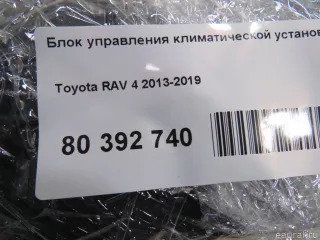 Блок управления климатической установ
Toyota RAV 4 2013-2019
80 392 740